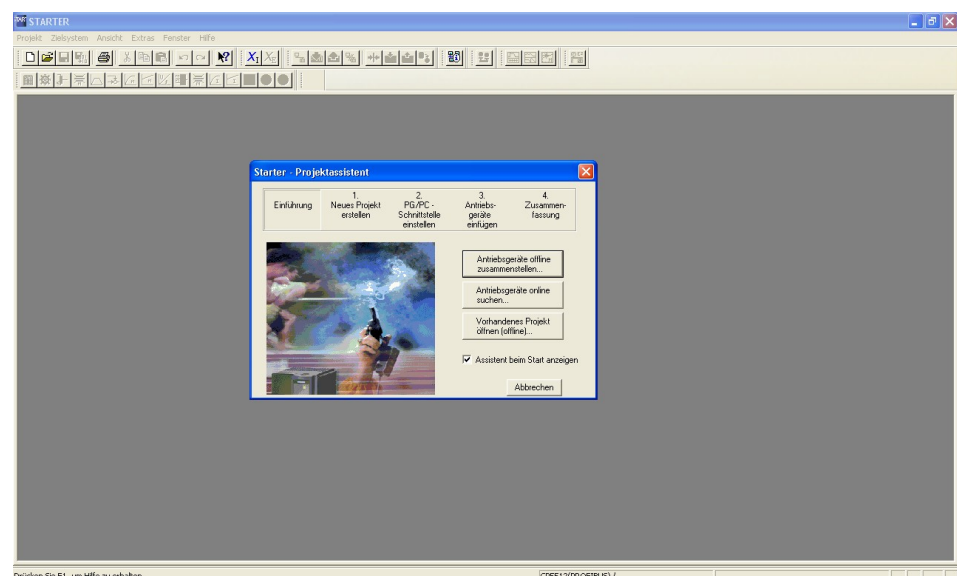 STARTER
Projekt Zielsystem Ansicht Extras Fenster Hilfe
Starter - Projektassistent
Einführung
1.
Neues Projekt
erstellen
2.
PG/PC -
Schnittstelle
einstellen
3.
Antriebs-
geräte
einfügen
4.
Zusammen-
fassung
Antriebsgeräte offline
zusammenstellen...
Antriebsgeräte online
suchen...
Vorhandenes Projekt
öffnen (offline)...
Assistent beim Start anzeigen
Abbrechen
Drücken Sie F1, um Hilfe zu erhalten.